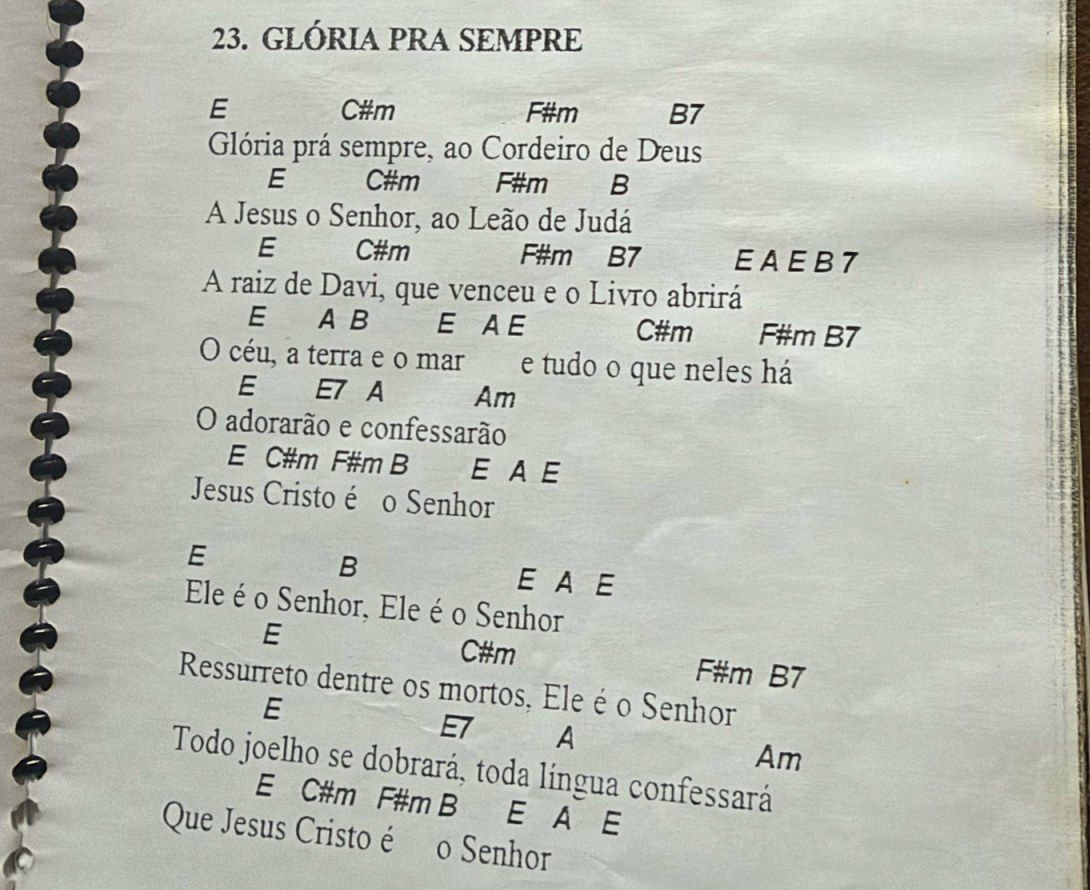 23. GLÓRIA PRA SEMPRE
E C#m F#m B7
Glória prá sempre, ao Cordeiro de Deus
E C#m F#m B
A Jesus o Senhor, ao Leão de Judá
E C#m F#m B7 E A E B 7
A raiz de Davi, que venceu e o Livro abrirá
E A B E A E C#m F#m B7
O céu, a terra e o mar e tudo o que neles há
E E7 A Am
O adorarão e confessarão
E C#m F#m B E A E
Jesus Cristo é o Senhor
E B E A E
Ele é o Senhor, Ele é o Senhor
E C#m F#m B7
Ressurreto dentre os mortos, Ele é o Senhor
E E7 A Am
Todo joelho se dobrará, toda língua confessará
E C#m F#m B E A E
Que Jesus Cristo é o Senhor